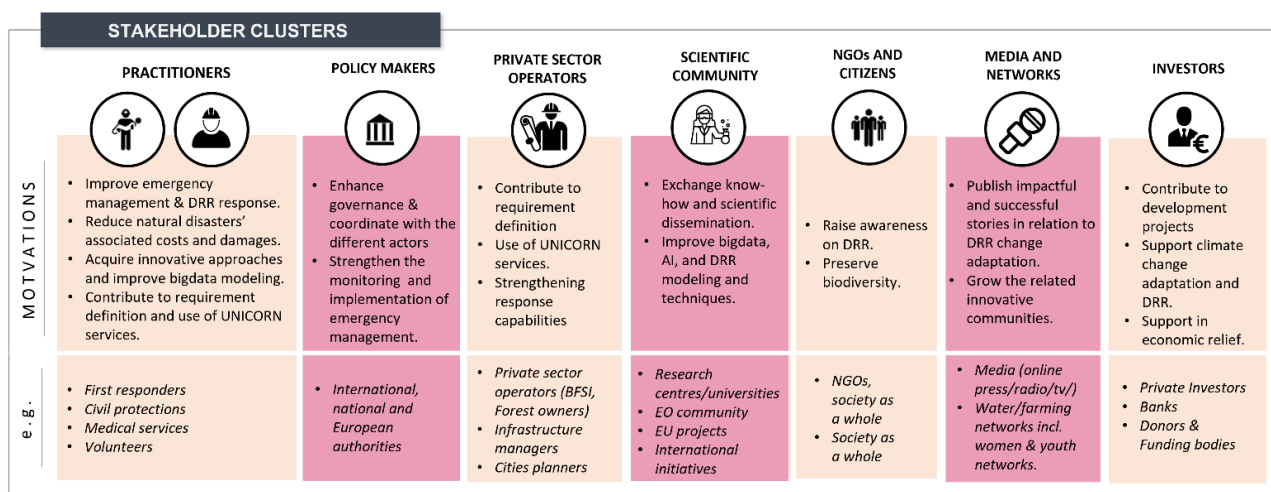 STAKEHOLDER CLUSTERS
PRACTITIONERS
POLICY MAKERS
PRIVATE SECTOR
OPERATORS
SCIENTIFIC
COMMUNITY
NGOs AND
CITIZENS
MEDIA AND
NETWORKS
INVESTORS
MOTVATIONS
• Improve emergency
management & DRR response.
• Reduce natural disasters'
associated costs and damages.
• Acquire innovative approaches
and improve bigdata modeling.
• Contribute to requirement
definition and use of UNICORN
services.
• Enhance
governance &
coordinate with the
different actors
• Strengthen the
monitoring and
implementation of
emergency
management.
• Contribute to
requirement
definition
• Use of UNICORN
services.
• Strengthening
response
capabilities
• Exchange know-
how and scientific
dissemination.
• Improve bigdata,
AI, and DRR
modeling and
techniques.
• Raise awareness
on DRR.
• Preserve
biodiversity.
• Publish impactful
and successful
stories in relation to
DRR change
adaptation.
• Grow the related
innovative
communities.
• Contribute to
development
projects
• Support climate
change
adaptation and
DRR.
• Support in
economic relief.
e.g.
• First responders
• Civil protections
• Medical services
• Volunteers
• International,
national and
European
authorities
• Private sector
operators (BFSI,
Forest owners)
• Infrastructure
managers
• Cities planners
• Research
centres/universities
• EO community
• EU projects
• International
initiatives
• NGOs,
society as
a whole
• Society as
a whole
• Media (online
press/radio/tv/)
• Water/farming
networks incl.
women & youth
networks.
• Private Investors
• Banks
• Donors &
Funding bodies